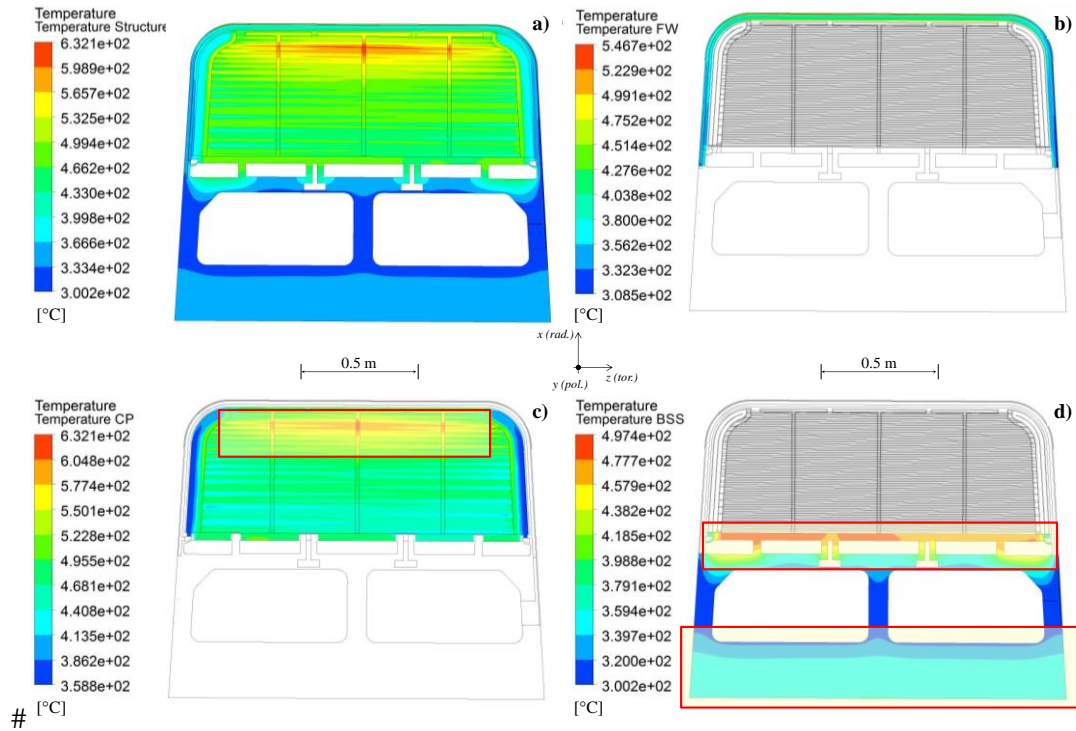 Temperature
Temperature Structure
6.321e+02
5.989e+02
5.657e+02
5.325e+02
4.994e+02
4.662e+02
4.330e+02
3.998e+02
3.666e+02
3.334e+02
3.002e+02
[°C]
a)
Temperature
Temperature FW
5.467e+02
5.229e+02
4.991e+02
4.752e+02
4.514e+02
4.276e+02
4.038e+02
3.800e+02
3.562e+02
3.323e+02
3.085e+02
[°C]
b)
x (rad.)
y (pol.)
z (tor.)
0.5 m
0.5 m
Temperature
Temperature CP
6.321e+02
6.048e+02
5.774e+02
5.501e+02
5.228e+02
4.955e+02
4.681e+02
4.408e+02
4.135e+02
3.862e+02
3.588e+02
[°C]
c)
Temperature
Temperature BSS
4.974e+02
4.777e+02
4.579e+02
4.382e+02
4.185e+02
3.988e+02
3.791e+02
3.594e+02
3.397e+02
3.200e+02
3.002e+02
[°C]
d)
#